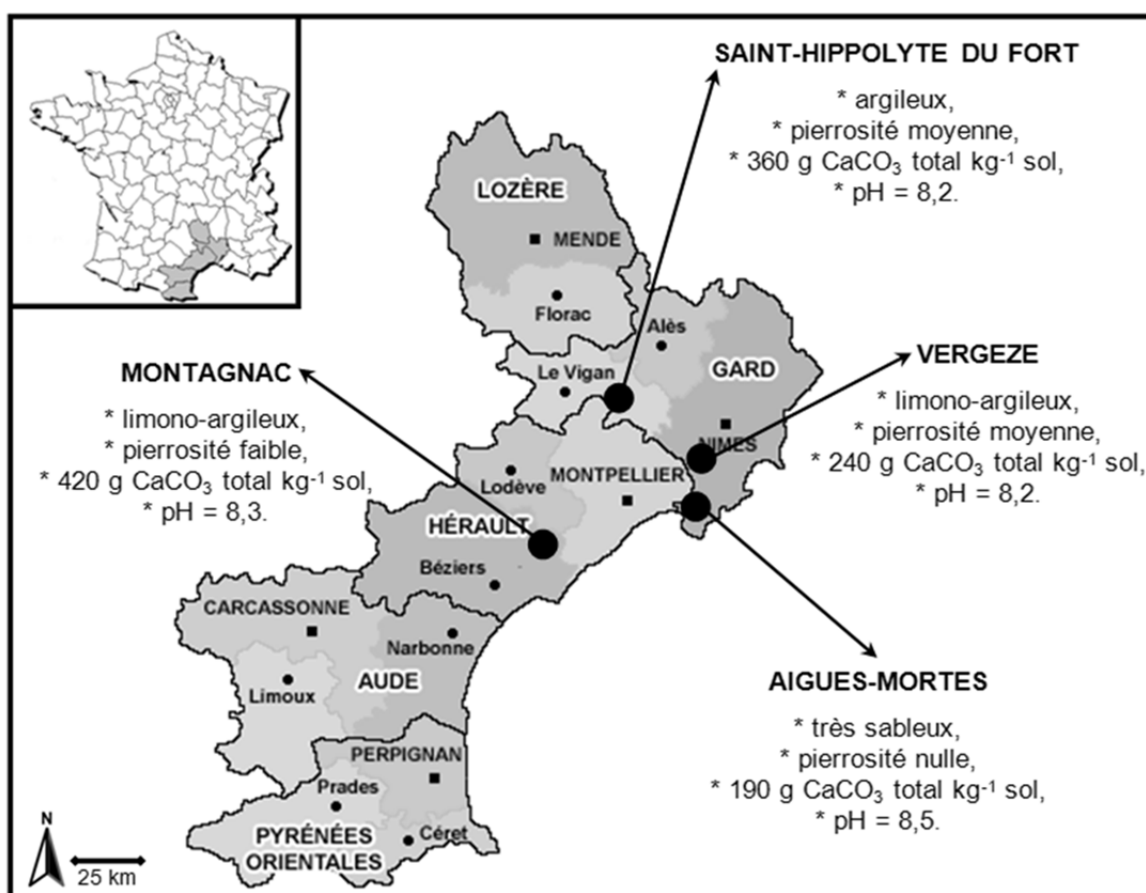 SAINT-HIPPOLYTE DU FORT
* argileux,
* pierrosité moyenne,
* 360 g CaCO₃ total kg⁻¹ sol,
* pH = 8,2.
LOZÈRE
MENDE
Florac
Alès
GARD
Le Vigan
NIMES
VERGEZE
* limono-argileux,
* pierrosité moyenne,
* 240 g CaCO₃ total kg⁻¹ sol,
* pH = 8,2.
MONTAGNAC
* limono-argileux,
* pierrosité faible,
* 420 g CaCO₃ total kg⁻¹ sol,
* pH = 8,3.
MONTPELLIER
Lodève
HÉRAULT
Béziers
CARCASSONNE
Narbonne
AUDE
Limoux
AIGUES-MORTES
* très sableux,
* pierrosité nulle,
* 190 g CaCO₃ total kg⁻¹ sol,
* pH = 8,5.
PERPIGNAN
Prades
Céret
PYRÉNÉES
ORIENTALES
N
25 km